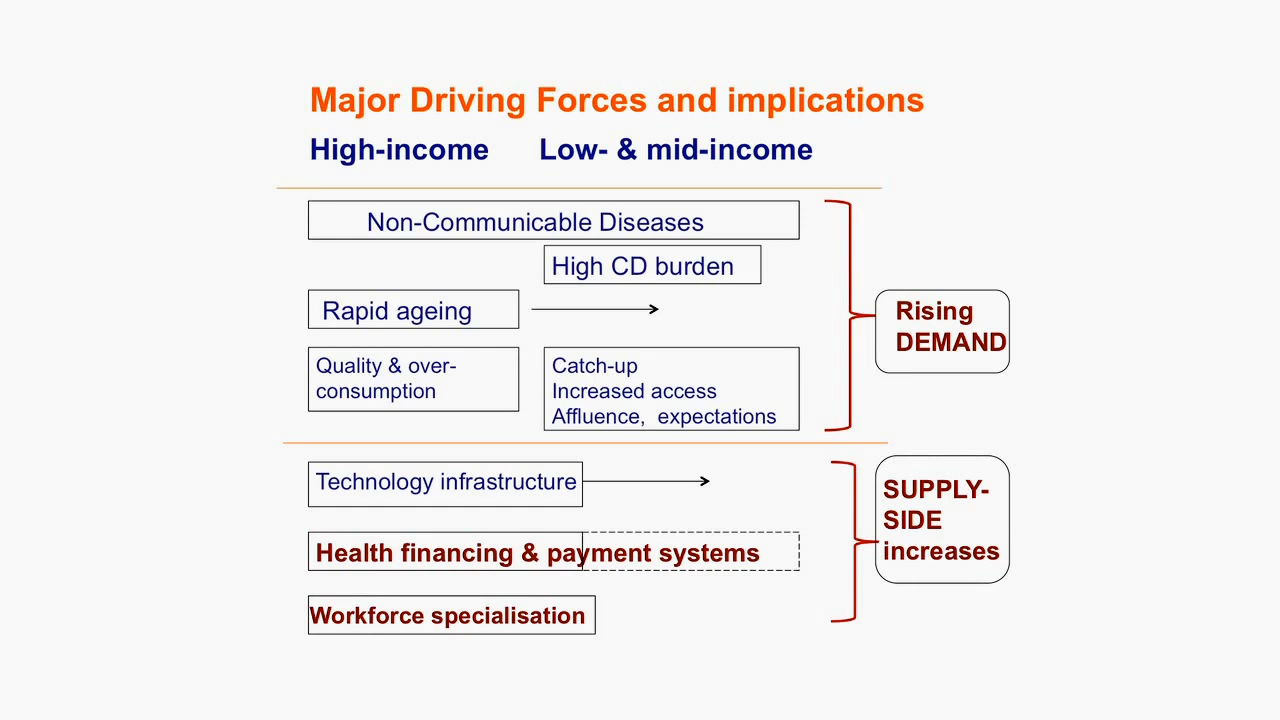 Major Driving Forces and implications
High-income Low- & mid-income
Non-Communicable Diseases
High CD burden
Rapid ageing
Quality & over-
consumption
Catch-up
Increased access
Affluence, expectations
Rising
DEMAND
Technology infrastructure
Health financing & payment systems
Workforce specialisation
SUPPLY-
SIDE
increases